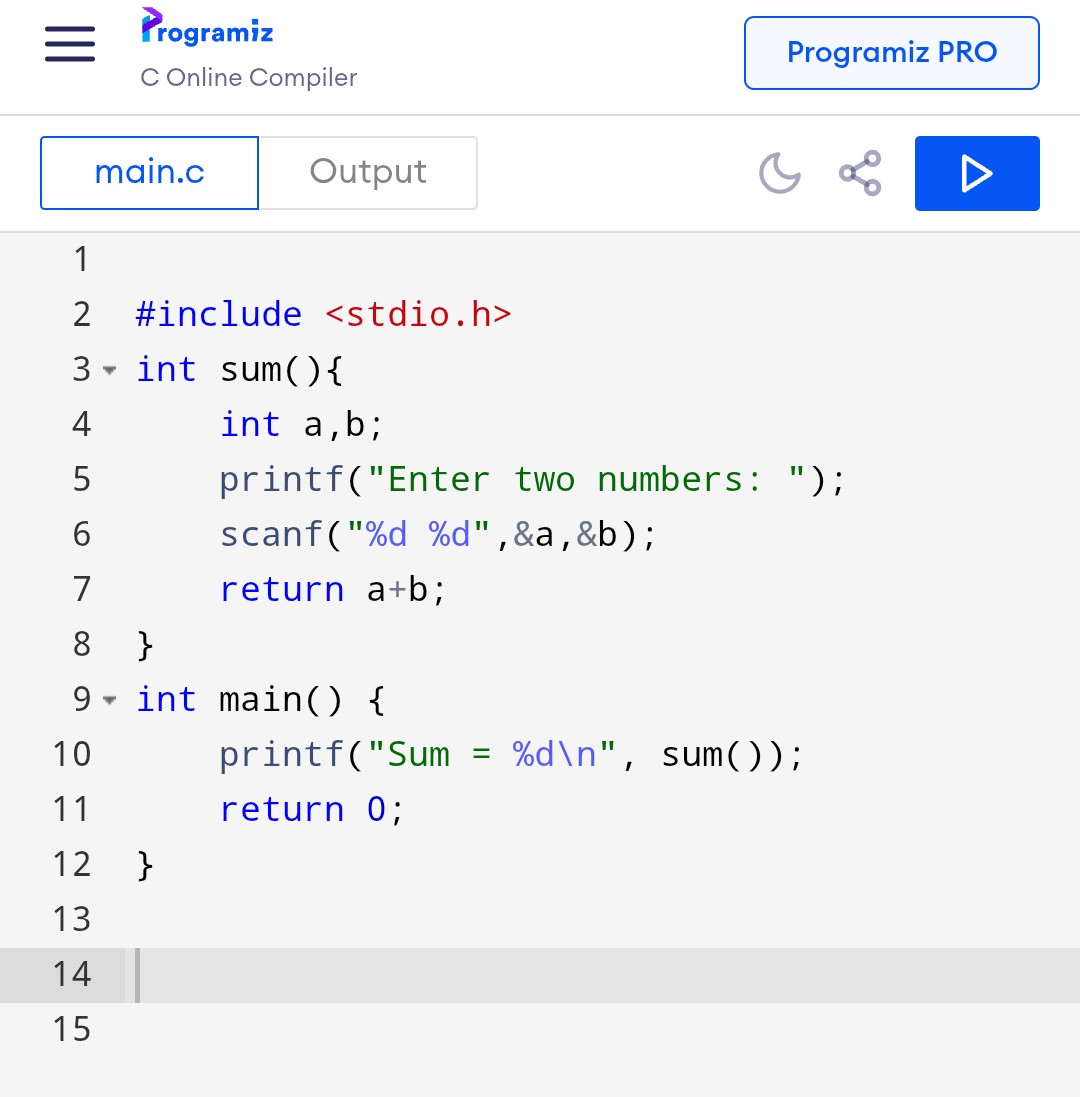 Programiz
C Online Compiler
Programiz PRO
main.c
Output
1
2 #include <stdio.h>
3 int sum(){
4     int a,b;
5     printf("Enter two numbers: ");
6     scanf("%d %d",&a,&b);
7     return a+b;
8 }
9 int main() {
10     printf("Sum = %d\n", sum());
11     return 0;
12 }
13
14
15